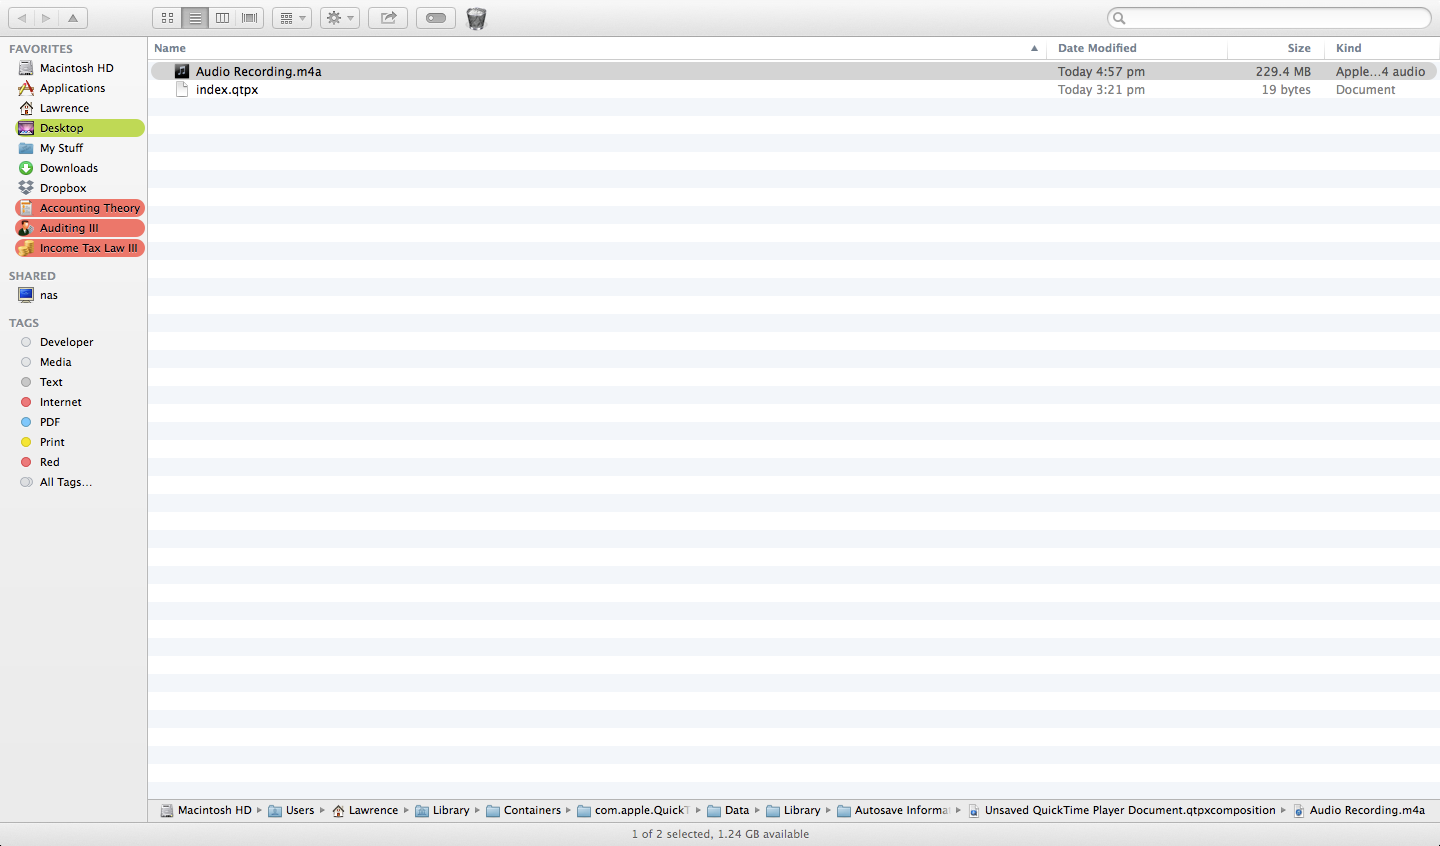 Name Date Modified Size Kind
FAVORITES
Macintosh HD
Applications
Lawrence
Desktop
My Stuff
Downloads
Dropbox
Accounting Theory
Auditing III
Income Tax Law III
SHARED
nas
TAGS
Developer
Media
Text
Internet
PDF
Print
Red
All Tags...
Audio Recording.m4a Today 4:57 pm 229.4 MB Apple...4 audio
index.qtpx Today 3:21 pm 19 bytes Document
Macintosh HD Users Lawrence Library Containers com.apple.QuickT Data Library Autosave Informa Unsaved QuickTime Player Document.qtpxcomposition Audio Recording.m4a
1 of 2 selected, 1.24 GB available